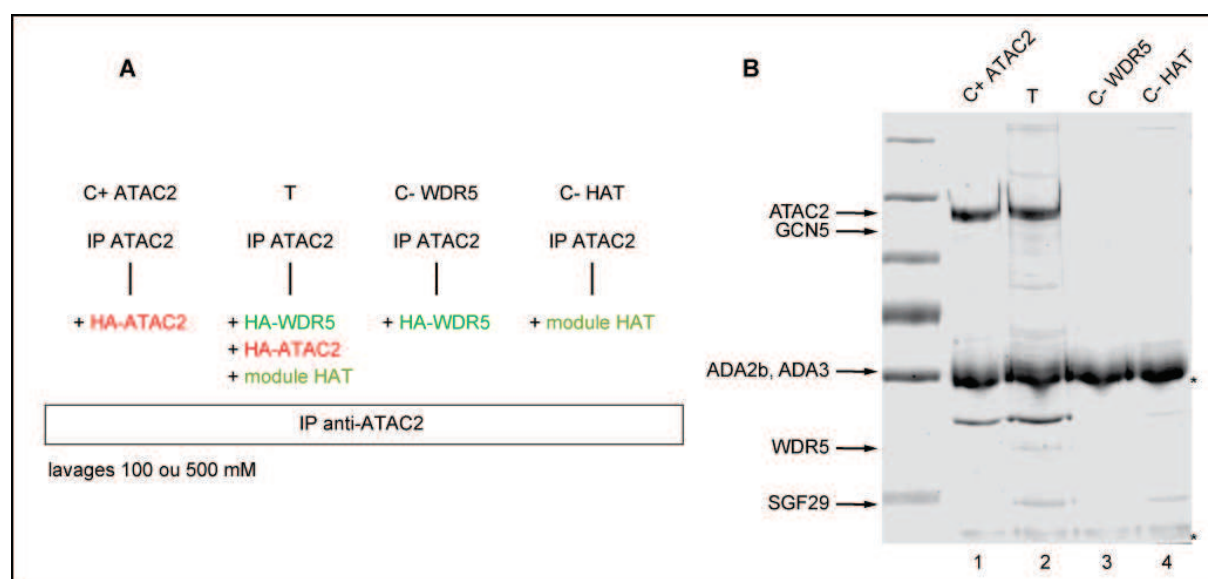 A
C+ ATAC2 T C- WDR5 C- HAT
IP ATAC2 IP ATAC2 IP ATAC2 IP ATAC2
+ HA-ATAC2 + HA-WDR5 + HA-WDR5 + module HAT
+ HA-ATAC2
+ module HAT
IP anti-ATAC2
lavages 100 ou 500 mM
B
C+ ATAC2 T C- WDR5 C- HAT
ATAC2
GCN5
ADA2b, ADA3
*
WDR5
SGF29
*
1 2 3 4